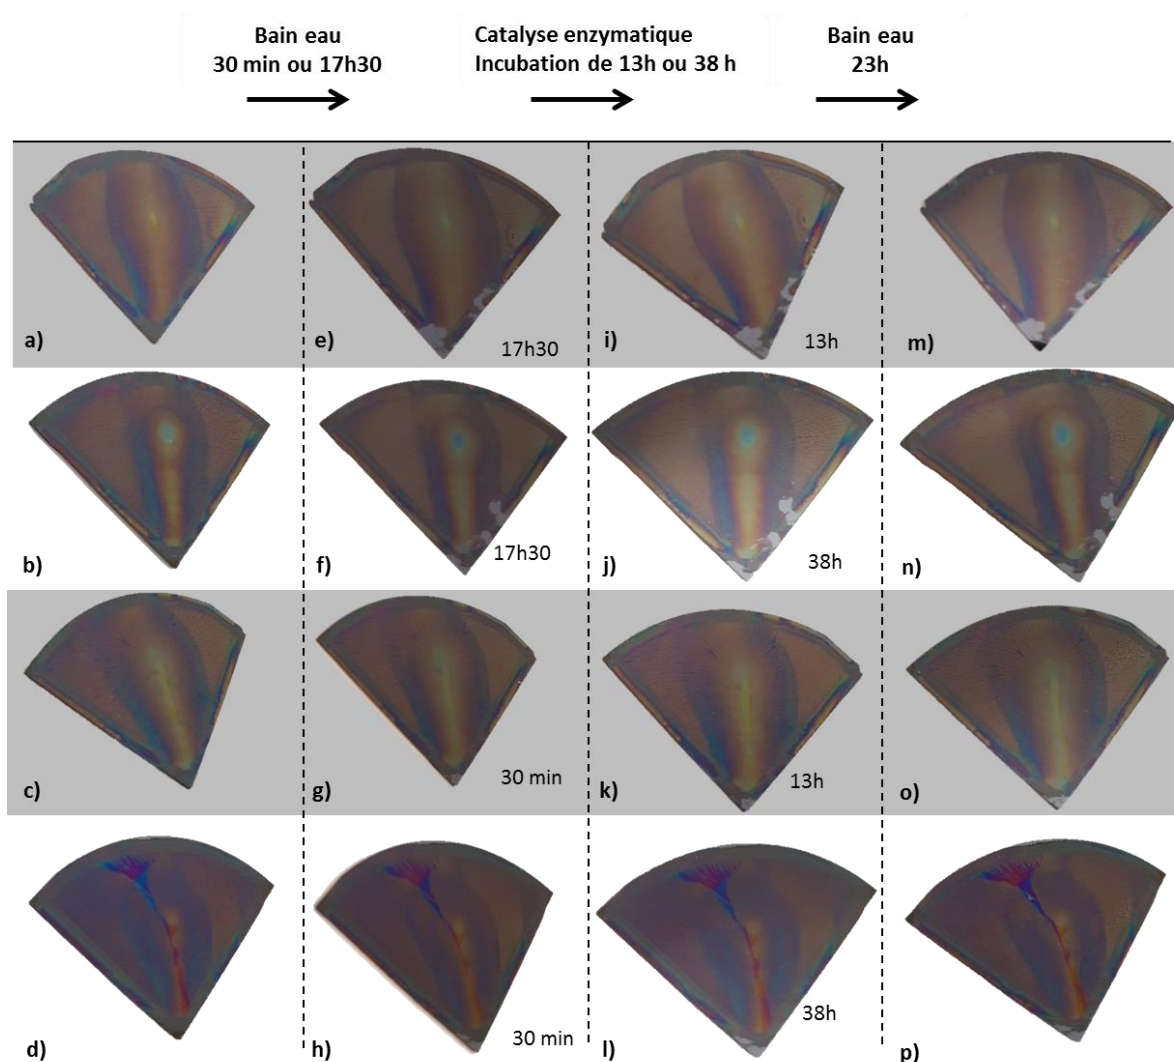 Bain eau
30 min ou 17h30
Catalyse enzymatique
Incubation de 13h ou 38 h
Bain eau
23h
a)
e)
17h30
i)
13h
m)
b)
f)
17h30
j)
38h
n)
c)
g)
30 min
k)
13h
o)
d)
h)
30 min
l)
38h
p)